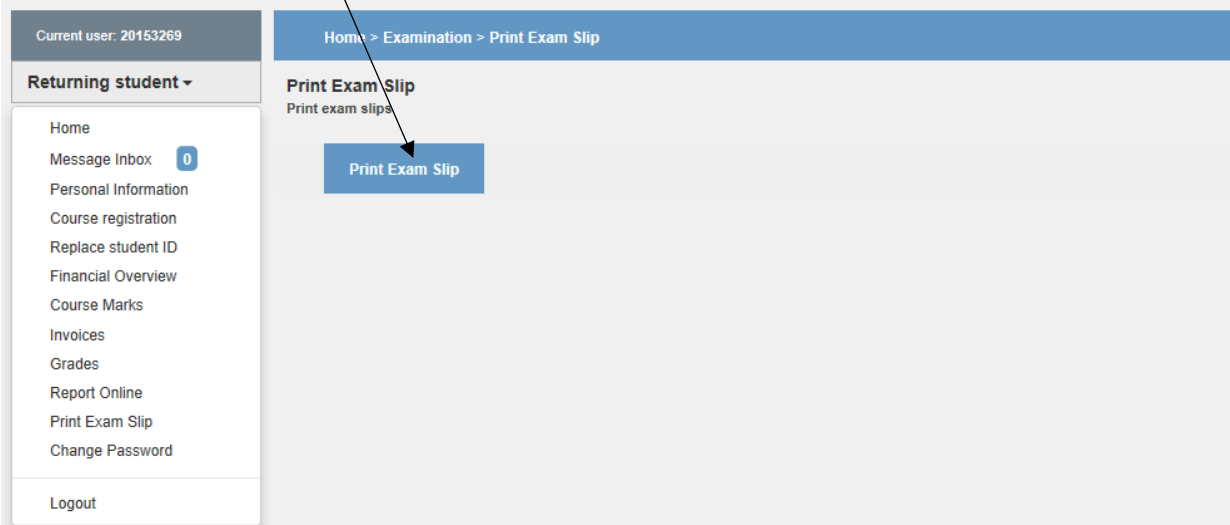 Current user: 20153269
Home > Examination > Print Exam Slip
Returning student
Print Exam Slip
Print exam slips
Home
Message Inbox 0
Personal Information
Course registration
Replace student ID
Financial Overview
Course Marks
Invoices
Grades
Report Online
Print Exam Slip
Change Password
Logout
Print Exam Slip